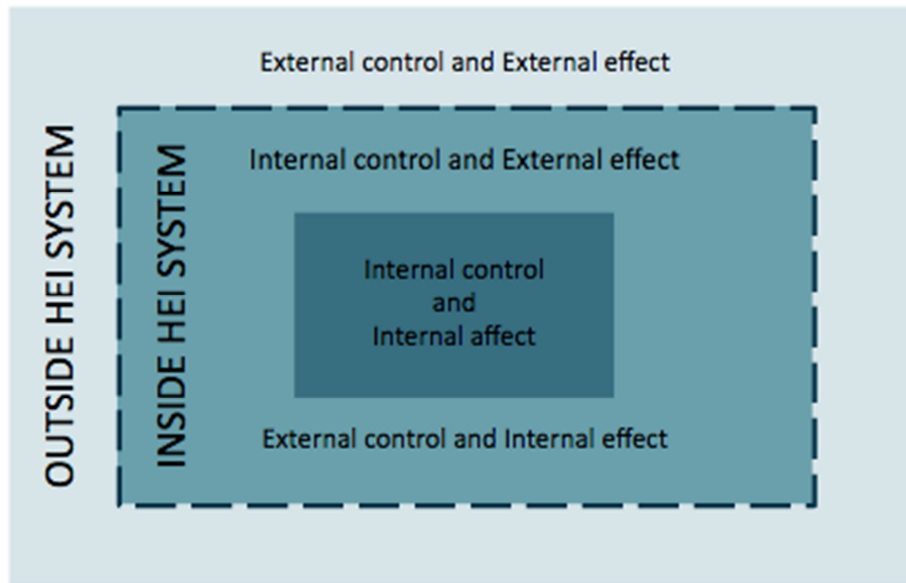 External control and External effect
OUTSIDE HEI SYSTEM
INSIDE HEI SYSTEM
Internal control and External effect
Internal control
and
Internal affect
External control and Internal effect